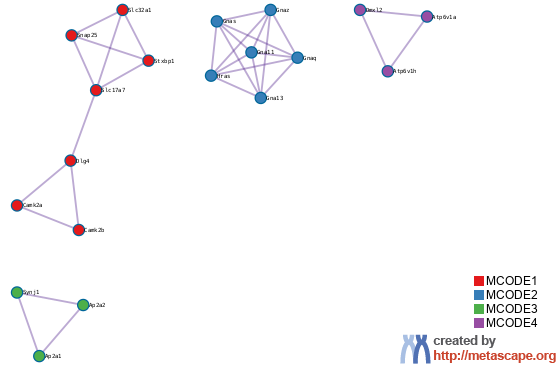 Slc32a1
Snap25
Stxbp1
Slc17a7
Dlg4
Camk2a
Camk2b
Gnaz
Gnas
Gna11
Gnaq
Hras
Gna13
Dmxl2
Atp6v1a
Atp6v1h
Synj1
Ap2a2
Ap2a1
MCODE1
MCODE2
MCODE3
MCODE4
created by
http://metascape.org